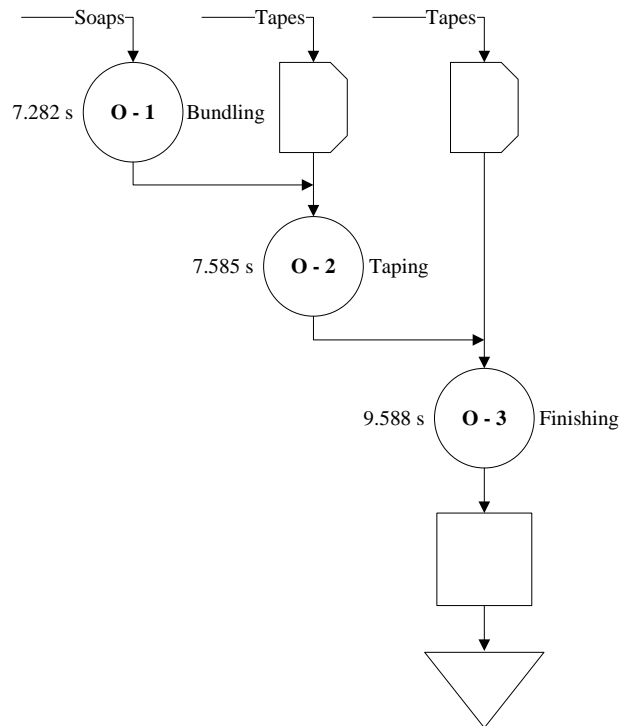 Soaps
Tapes
Tapes
7.282 s
O - 1
Bundling
7.585 s
O - 2
Taping
9.588 s
O - 3
Finishing